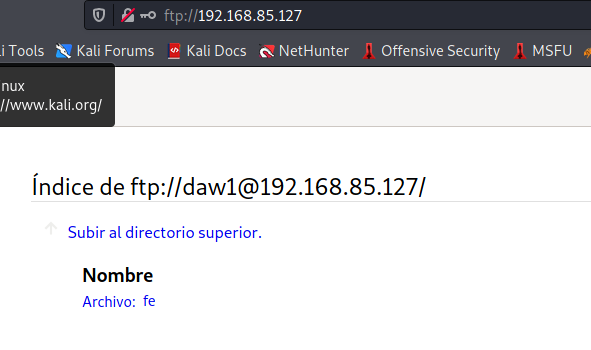 ftp://192.168.85.127
i Tools Kali Forums Kali Docs NetHunter Offensive Security MSFU
nux
//www.kali.org/
Índice de ftp://daw1@192.168.85.127/
Subir al directorio superior.
Nombre
Archivo: fe